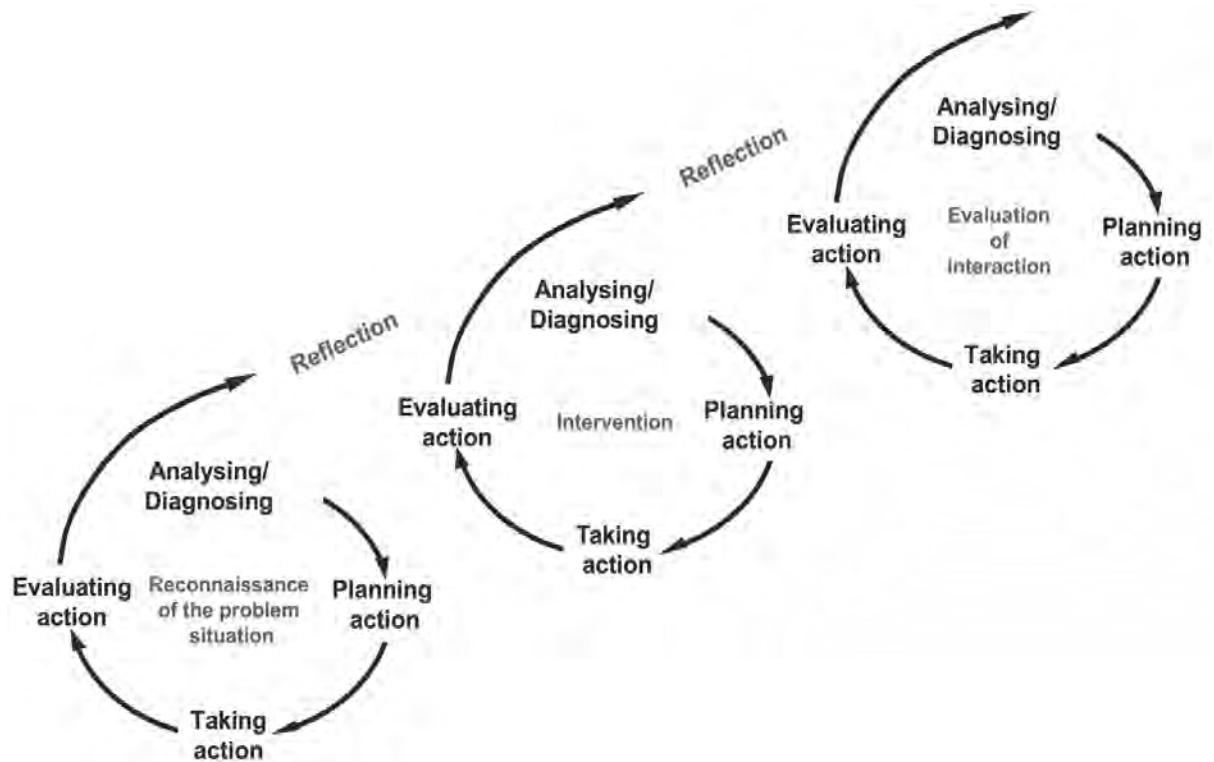 Reconnaissance
of the problem
situation
Analysing/
Diagnosing
Planning
action
Taking
action
Evaluating
action
Reflection
Intervention
Analysing/
Diagnosing
Planning
action
Taking
action
Evaluating
action
Reflection
Evaluation
of
interaction
Analysing/
Diagnosing
Planning
action
Taking
action
Evaluating
action